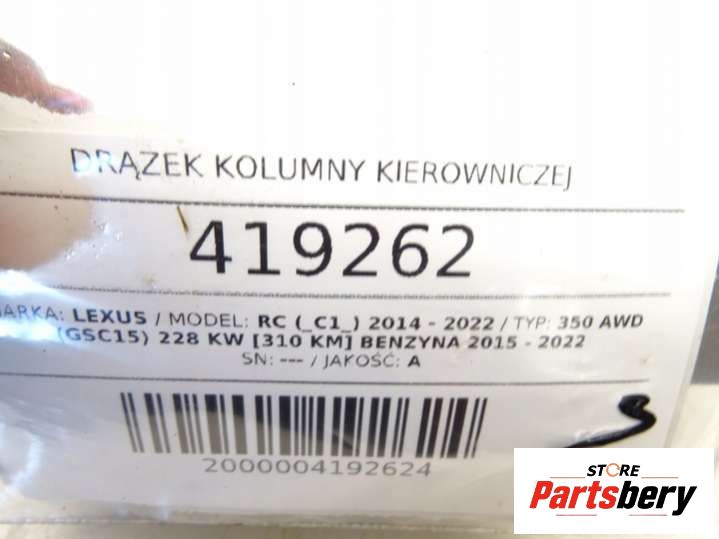 DRĄZEK KOLUMNY KIEROWNICZEJ
419262
MARKA: LEXUS / MODEL: RC (_C1_) 2014 - 2022 / TYP: 350 AWD
(GSC15) 228 KW [310 KM] BENZYNA 2015 - 2022
SN: --- / JAKOŚĆ: A
2000004192624
STORE
Partsbery